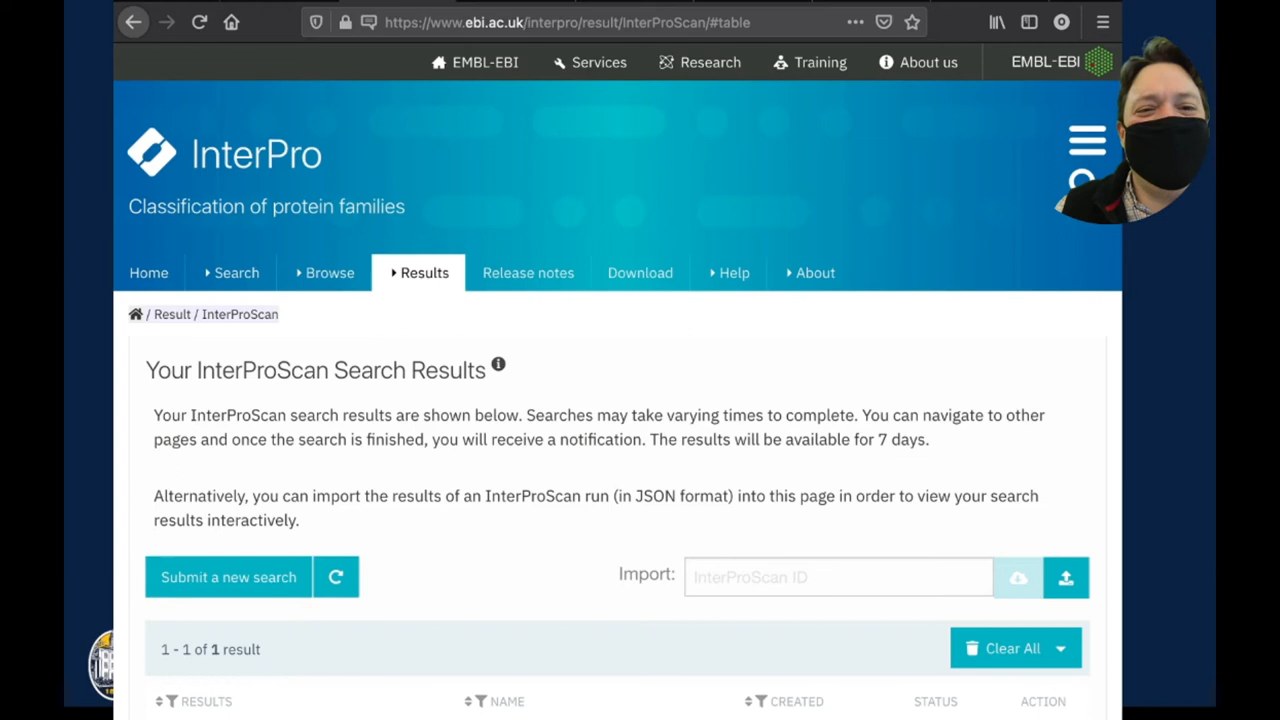 https://www.ebi.ac.uk/interpro/result/InterProScan/#table
EMBL-EBI Services Research Training About us EMBL-EBI
InterPro
Classification of protein families
Home Search Browse Results Release notes Download Help About
/ Result / InterProScan
Your InterProScan Search Results
Your InterProScan search results are shown below. Searches may take varying times to complete. You can navigate to other
pages and once the search is finished, you will receive a notification. The results will be available for 7 days.
Alternatively, you can import the results of an InterProScan run (in JSON format) into this page in order to view your search
results interactively.
Submit a new search Import: InterProScan ID
1 - 1 of 1 result Clear All
RESULTS NAME CREATED STATUS ACTION